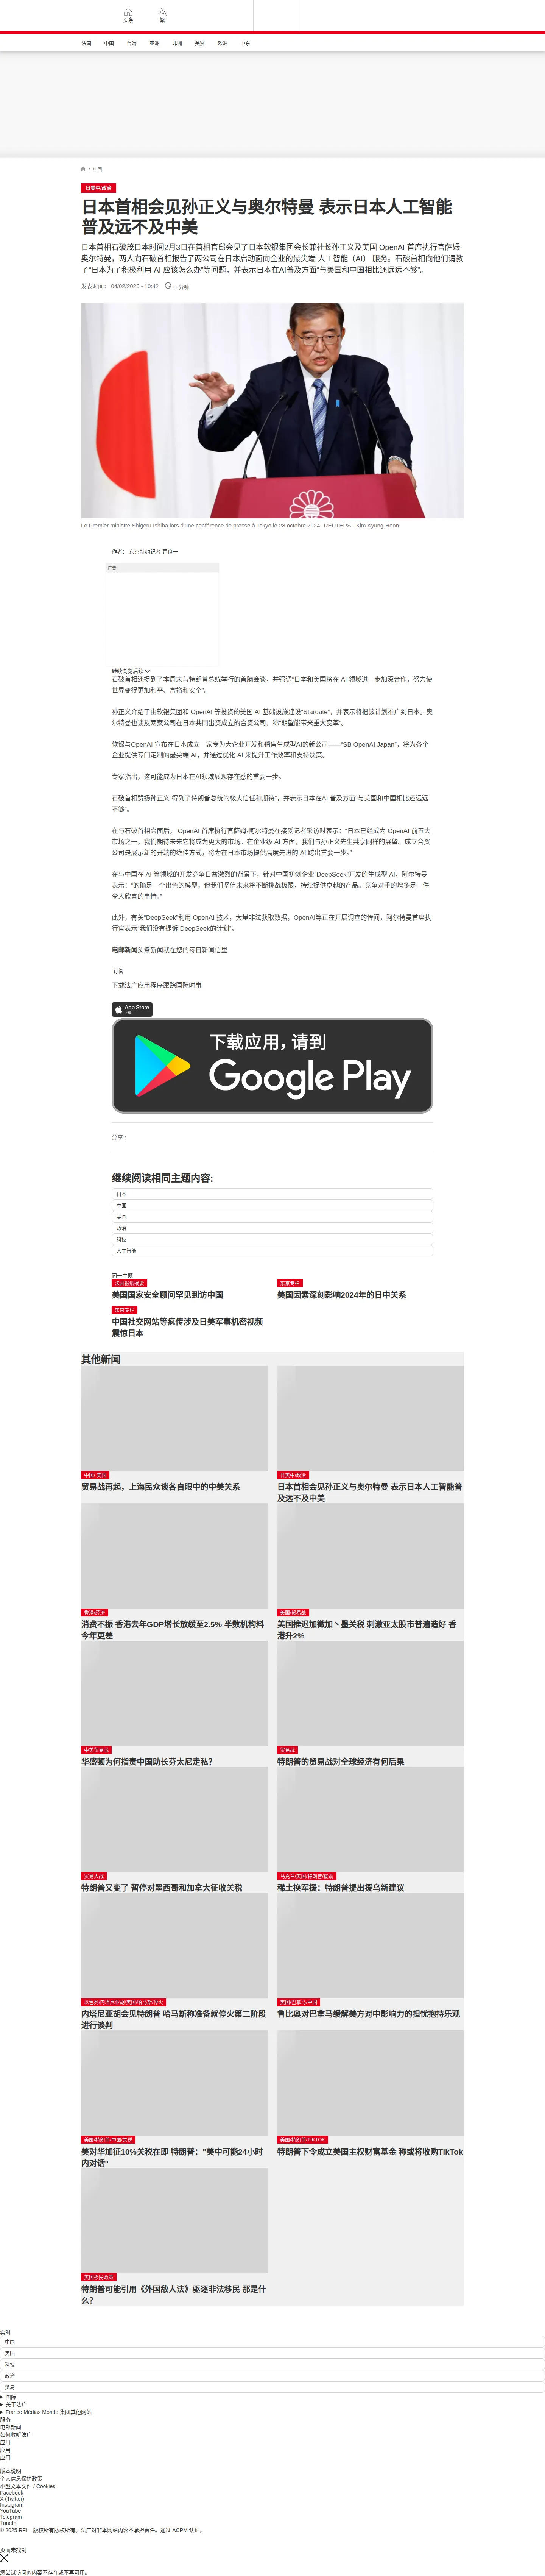 头条
繁
法国 中国 台海 亚洲 非洲 美洲 欧洲 中东
/ 中国
日美中/政治
日本首相会见孙正义与奥尔特曼 表示日本人工智能
普及远不及中美
日本首相石破茂日本时间2月3日在首相官邸会见了日本软银集团会长兼社长孙正义及美国 OpenAI 首席执行官萨姆·
奥尔特曼，两人向石破首相报告了两公司在日本启动面向企业的最尖端 人工智能（AI） 服务。石破首相向他们请教
了“日本为了积极利用 AI 应该怎么办”等问题，并表示日本在AI普及方面“与美国和中国相比还远远不够”。
发表时间： 04/02/2025 - 10:42 6 分钟
Le Premier ministre Shigeru Ishiba lors d'une conférence de presse à Tokyo le 28 octobre 2024. REUTERS - Kim Kyung-Hoon
作者： 东京特约记者 楚良一
广告
继续浏览后续
石破首相还提到了本周末与特朗普总统举行的首脑会谈，并强调“日本和美国将在 AI 领域进一步加深合作，努力使
世界变得更加和平、富裕和安全”。
孙正义介绍了由软银集团和 OpenAI 等投资的美国 AI 基础设施建设“Stargate”，并表示将把该计划推广到日本。奥
尔特曼也谈及两家公司在日本共同出资成立的合资公司，称“期望能带来重大变革”。
软银与OpenAI 宣布在日本成立一家专为大企业开发和销售生成型AI的新公司——“SB OpenAI Japan”，将为各个
企业提供专门定制的最尖端 AI，并通过优化 AI 来提升工作效率和支持决策。
专家指出，这可能成为日本在AI领域展现存在感的重要一步。
石破首相赞扬孙正义“得到了特朗普总统的极大信任和期待”，并表示日本在AI 普及方面“与美国和中国相比还远远
不够”。
在与石破首相会面后， OpenAI 首席执行官萨姆·阿尔特曼在接受记者采访时表示：“日本已经成为 OpenAI 前五大
市场之一，我们期待未来它将成为更大的市场。在企业级 AI 方面，我们与孙正义先生共享同样的展望。成立合资
公司是展示新的开端的绝佳方式，将为在日本市场提供高度先进的 AI 跨出重要一步。”
在与中国在 AI 等领域的开发竞争日益激烈的背景下，针对中国初创企业“DeepSeek”开发的生成型 AI，阿尔特曼
表示：“的确是一个出色的模型，但我们坚信未来将不断挑战极限，持续提供卓越的产品。竞争对手的增多是一件
令人欣喜的事情。”
此外，有关“DeepSeek”利用 OpenAI 技术，大量非法获取数据，OpenAI等正在开展调查的传闻，阿尔特曼首席执
行官表示“我们没有提诉 DeepSeek的计划”。
电邮新闻头条新闻就在您的每日新闻信里
订阅
下载法广应用程序跟踪国际时事
App Store
下载
下载应用，请到
Google Play
分享 :
继续阅读相同主题内容:
日本
中国
美国
政治
科技
人工智能
同一主题
法国报纸摘要
美国国家安全顾问罕见到访中国
东京专栏
美国因素深刻影响2024年的日中关系
东京专栏
中国社交网站等疯传涉及日美军事机密视频
震惊日本
其他新闻
中国/ 美国
贸易战再起，上海民众谈各自眼中的中美关系
日美中/政治
日本首相会见孙正义与奥尔特曼 表示日本人工智能普
及远不及中美
香港/经济
消费不振 香港去年GDP增长放缓至2.5% 半数机构料
今年更差
美国/贸易战
美国推迟加徵加丶墨关税 刺激亚太股市普遍造好 香
港升2%
中美贸易战
华盛顿为何指责中国助长芬太尼走私？
贸易战
特朗普的贸易战对全球经济有何后果
贸易大战
特朗普又变了 暂停对墨西哥和加拿大征收关税
乌克兰/美国/特朗普/援助
稀土换军援：特朗普提出援乌新建议
以色列/内塔尼亚胡/美国/哈马斯/停火
内塔尼亚胡会见特朗普 哈马斯称准备就停火第二阶段
进行谈判
美国/巴拿马/中国
鲁比奥对巴拿马缓解美方对中影响力的担忧抱持乐观
美国/特朗普/中国/关税
美对华加征10%关税在即 特朗普："美中可能24小时
内对话"
美国/特朗普/TIKTOK
特朗普下令成立美国主权财富基金 称或将收购TikTok
美国移民政策
特朗普可能引用《外国敌人法》驱逐非法移民 那是什
么？
实时
中国
美国
科技
政治
贸易
国际
关于法广
France Médias Monde 集团其他网站
服务
电邮新闻
如何收听法广
应用
应用
应用
版本说明
个人信息保护政策
小型文本文件 / Cookies
Facebook
X (Twitter)
Instagram
YouTube
Telegram
TuneIn
© 2025 RFI – 版权所有版权所有。法广对非本网站内容不承担责任。通过 ACPM 认证。
页面未找到
您尝试访问的内容不存在或不再可用。